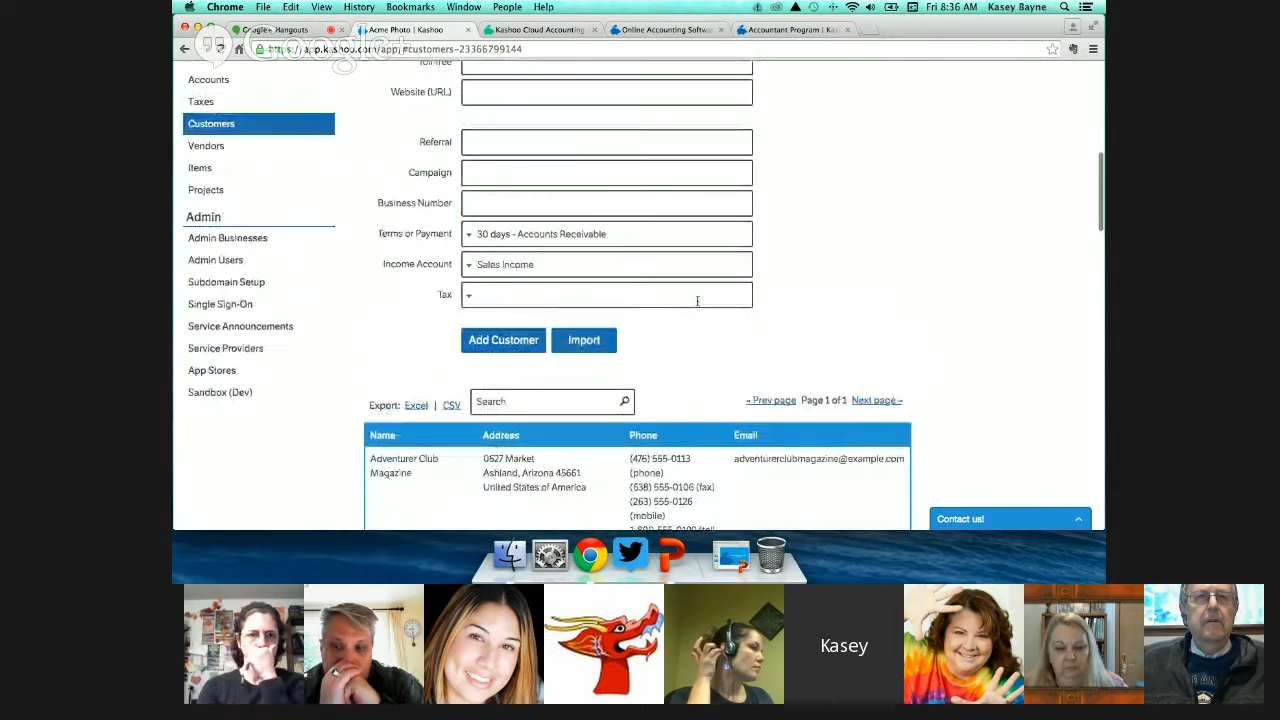 Chrome File Edit View History Bookmarks Window People Help Fri 8:36 AM Kasey Bayne
Google+ Hangouts Acme Photo | Kashoo Kashoo Cloud Accounting Online Accounting Softwa Accountant Program | Kas
Google+
Accounts
Taxes
Customers
Vendors
Items
Projects
Admin
Admin Businesses
Admin Users
Subdomain Setup
Single Sign-On
Service Announcements
Service Providers
App Stores
Sandbox (Dev)
Website (URL)
Referral
Campaign
Business Number
Terms or Payment 30 days - Accounts Receivable
Income Account Sales Income
Tax
Add Customer Import
Export: Excel | CSV Search « Prev page Page 1 of 1 Next page »
Name Address Phone Email
Adventurer Club 0627 Market (476) 555-0113 adventurerclubmagazine@example.com
Magazine Ashland, Arizona 45661 (phone)
United States of America (638) 555-0106 (fax)
(263) 555-0126
(mobile)
Contact us!
Kasey